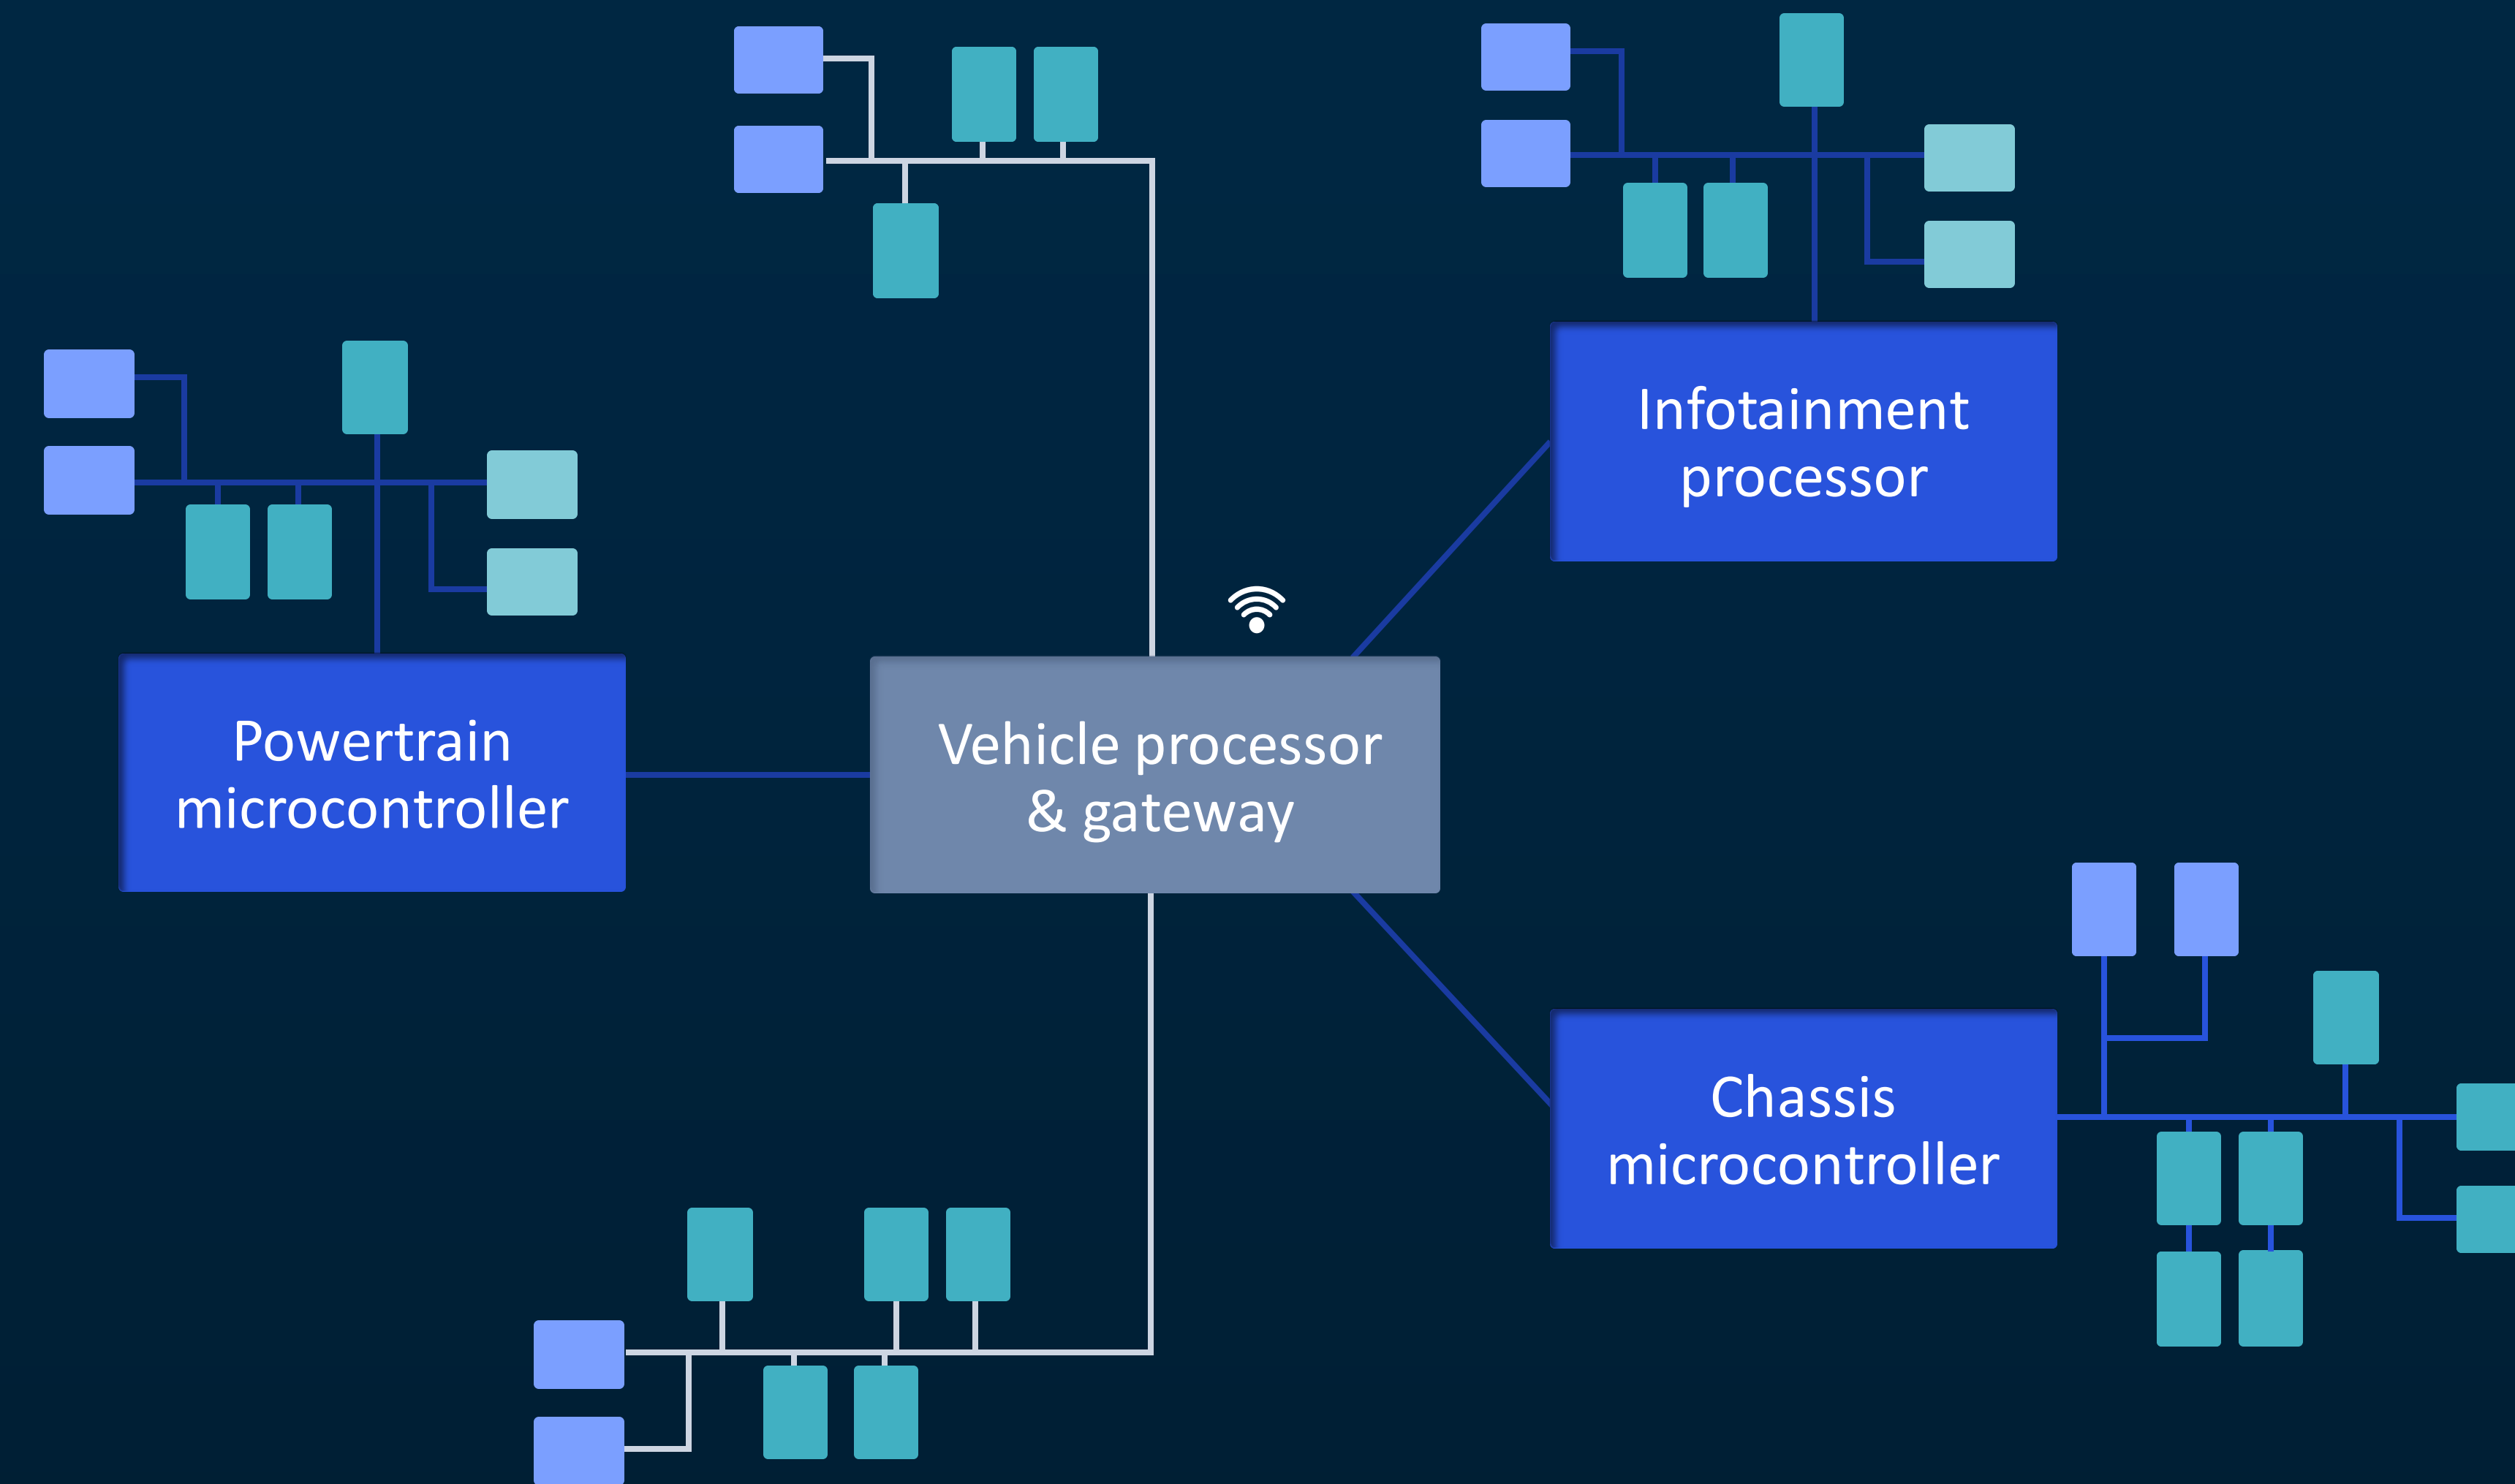 Infotainment
processor
Powertrain
microcontroller
Vehicle processor
& gateway
Chassis
microcontroller